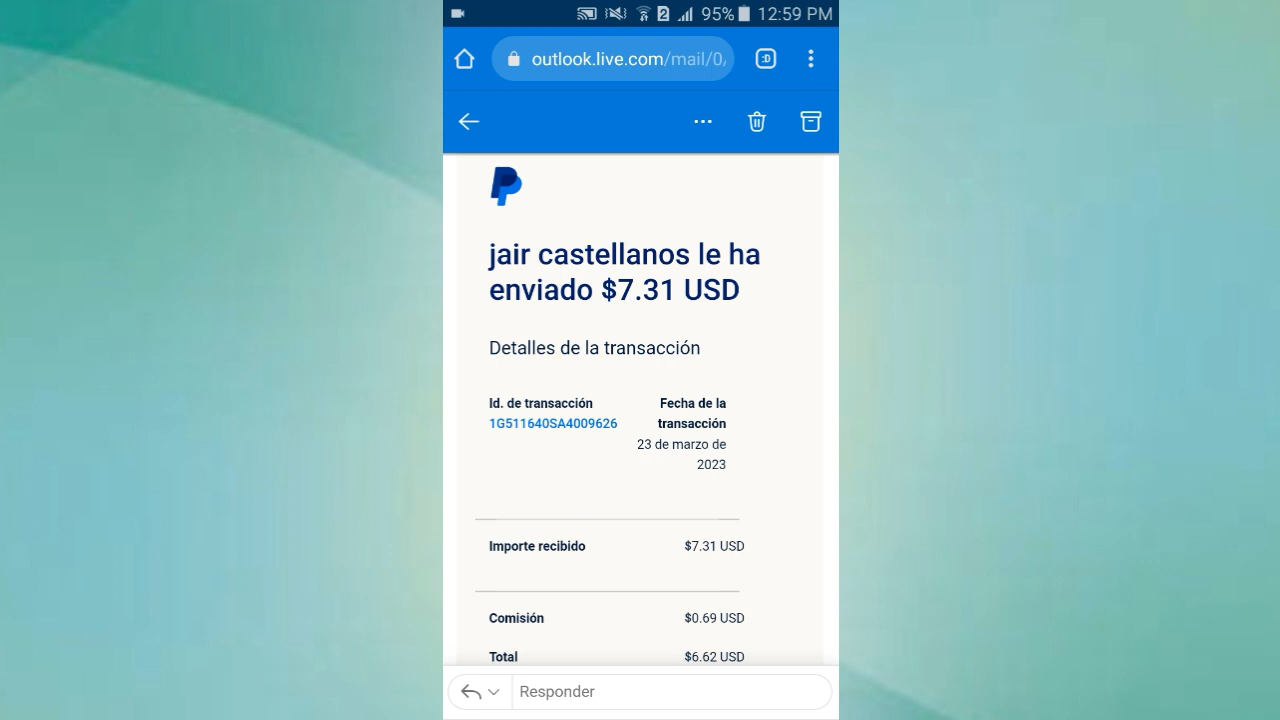 2 95% 12:59 PM
outlook.live.com/mail/0/ :D
jair castellanos le ha
enviado $7.31 USD
Detalles de la transacción
Id. de transacción
1G511640SA4009626
Fecha de la
transacción
23 de marzo de
2023
Importe recibido $7.31 USD
Comisión $0.69 USD
Total $6.62 USD
Responder